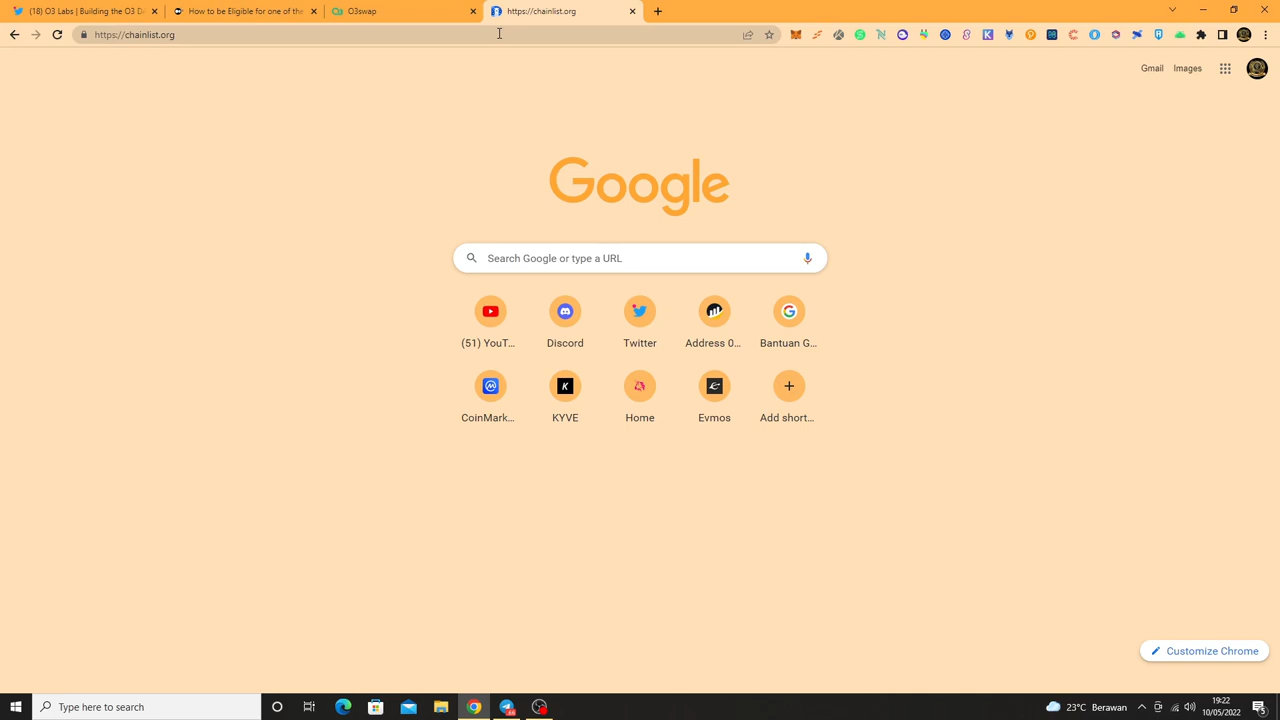 (18) O3 Labs | Building the O3 D
How to be Eligible for one of the
O3swap
https://chainlist.org
https://chainlist.org
Gmail
Images
Google
Search Google or type a URL
(51) YouT...
Discord
Twitter
Address 0...
Bantuan G...
CoinMark...
KYVE
Home
Evmos
Add short...
Customize Chrome
Type here to search
23°C Berawan
19:22
10/05/2022